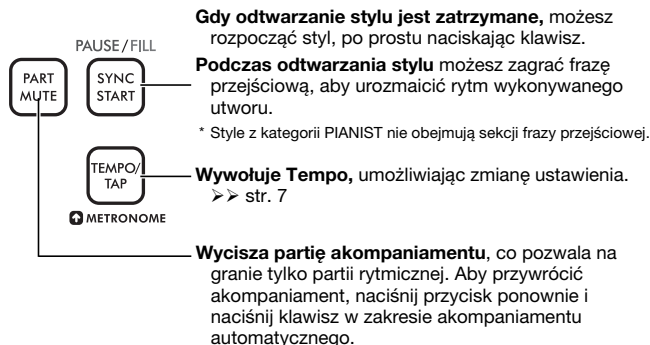 Gdy odtwarzanie stylu jest zatrzymane, możesz
rozpocząć styl, po prostu naciskając klawisz.
PAUSE/FILL
PART
MUTE
SYNC
START
Podczas odtwarzania stylu możesz zagrać frazę
przejściową, aby urozmaicić rytm wykonywanego
utworu.
* Style z kategorii PIANIST nie obejmują sekcji frazy przejściowej.
TEMPO/
TAP
METRONOME
Wywołuje Tempo, umożliwiając zmianę ustawienia.
>> str. 7
Wycisza partię akompaniamentu, co pozwala na
granie tylko partii rytmicznej. Aby przywrócić
akompaniament, naciśnij przycisk ponownie i
naciśnij klawisz w zakresie akompaniamentu
automatycznego.